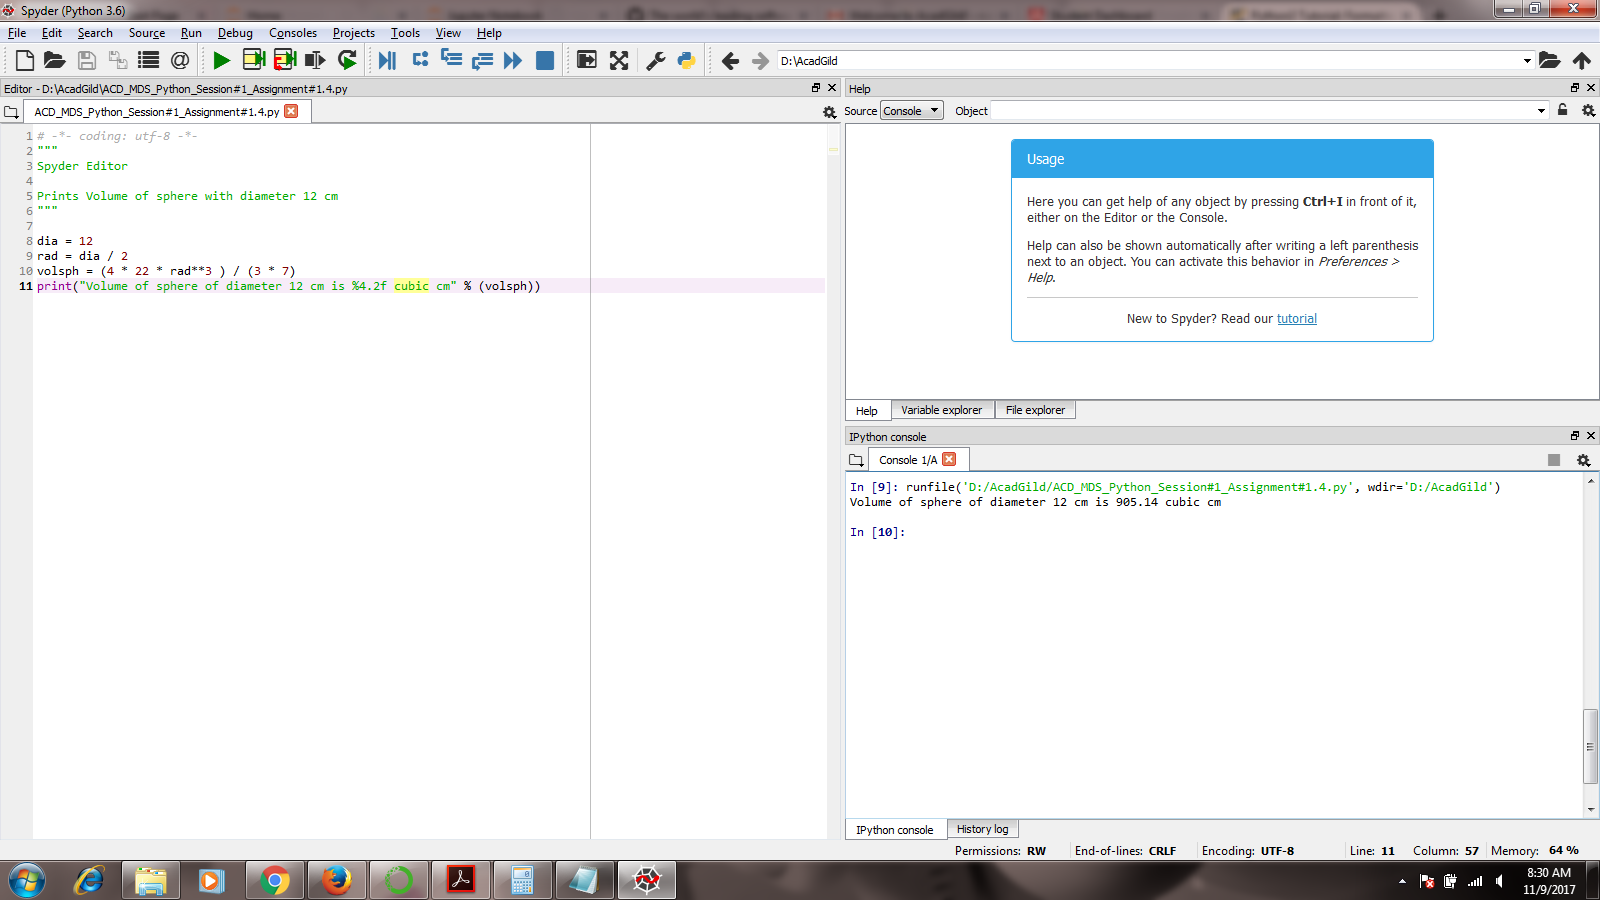 Spyder (Python 3.6)
File Edit Search Source Run Debug Consoles Projects Tools View Help
D:\AcadGild
Editor - D:\AcadGild\ACD_MDS_Python_Session#1_Assignment#1.4.py
ACD_MDS_Python_Session#1_Assignment#1.4.py
1 # -*- coding: utf-8 -*-
2 """
3 Spyder Editor
4
5 Prints Volume of sphere with diameter 12 cm
6 """
7
8 dia = 12
9 rad = dia / 2
10 volsph = (4 * 22 * rad**3 ) / (3 * 7)
11 print("Volume of sphere of diameter 12 cm is %4.2f cubic cm" % (volsph))
Help
Source Console Object
Usage
Here you can get help of any object by pressing Ctrl+I in front of it,
either on the Editor or the Console.
Help can also be shown automatically after writing a left parenthesis
next to an object. You can activate this behavior in Preferences >
Help.
New to Spyder? Read our tutorial
Help Variable explorer File explorer
IPython console
Console 1/A
In [9]: runfile('D:/AcadGild/ACD_MDS_Python_Session#1_Assignment#1.4.py', wdir='D:/AcadGild')
Volume of sphere of diameter 12 cm is 905.14 cubic cm
In [10]:
IPython console History log
Permissions: RW End-of-lines: CRLF Encoding: UTF-8 Line: 11 Column: 57 Memory: 64 %
8:30 AM
11/9/2017